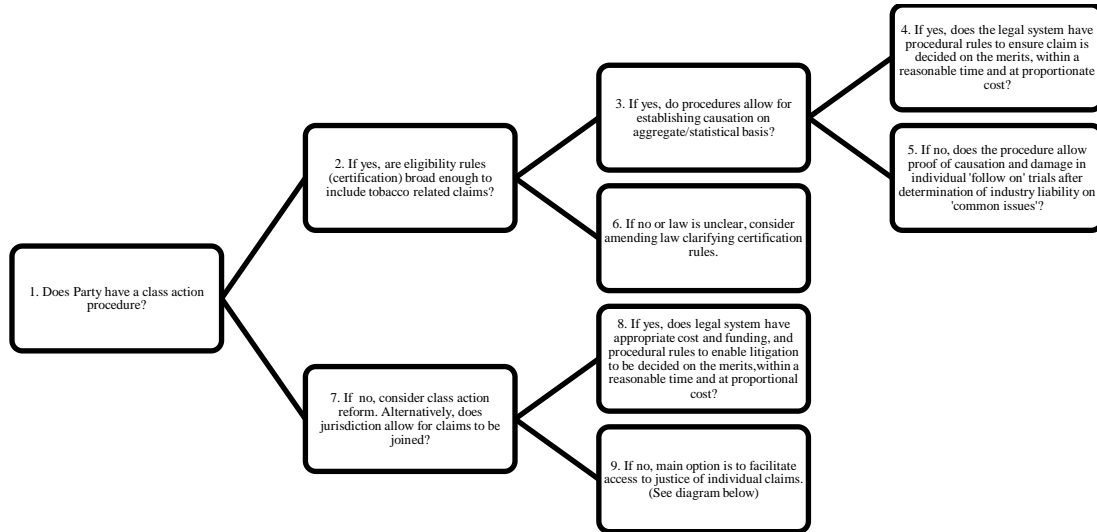 1. Does Party have a class action
procedure?
2. If yes, are eligibility rules
(certification) broad enough to
include tobacco related claims?
3. If yes, do procedures allow for
establishing causation on
aggregate/statistical basis?
4. If yes, does the legal system have
procedural rules to ensure claim is
decided on the merits, within a
reasonable time and at proportionate
cost?
5. If no, does the procedure allow
proof of causation and damage in
individual 'follow on' trials after
determination of industry liability on
'common issues'?
6. If no or law is unclear, consider
amending law clarifying certification
rules.
7. If no, consider class action
reform. Alternatively, does
jurisdiction allow for claims to be
joined?
8. If yes, does legal system have
appropriate cost and funding, and
procedural rules to enable litigation
to be decided on the merits,within a
reasonable time and at proportional
cost?
9. If no, main option is to facilitate
access to justice of individual claims.
(See diagram below)